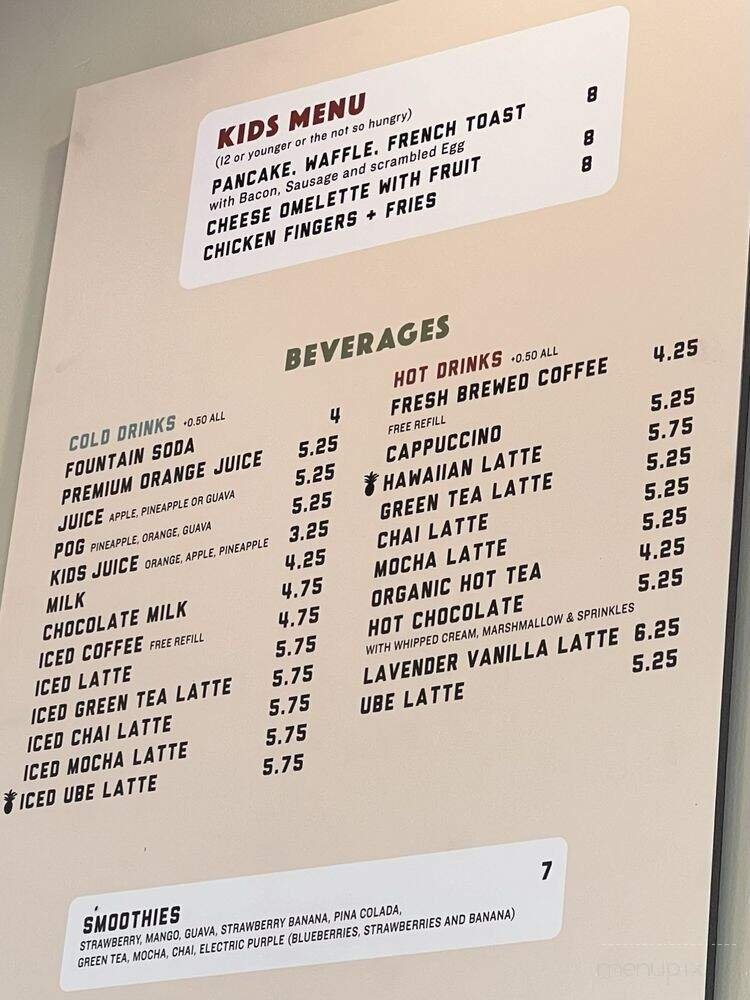 KIDS MENU
(12 or younger or the not so hungry)
PANCAKE, WAFFLE, FRENCH TOAST 8
with Bacon, Sausage and scrambled Egg
CHEESE OMELETTE WITH FRUIT 8
CHICKEN FINGERS + FRIES 8
BEVERAGES
COLD DRINKS +0.50 ALL
FOUNTAIN SODA 4
PREMIUM ORANGE JUICE 5.25
JUICE APPLE, PINEAPPLE OR GUAVA 5.25
POG PINEAPPLE, ORANGE, GUAVA 5.25
KIDS JUICE ORANGE, APPLE, PINEAPPLE 3.25
MILK 4.25
CHOCOLATE MILK 4.75
ICED COFFEE FREE REFILL 4.75
ICED LATTE 5.75
ICED GREEN TEA LATTE 5.75
ICED CHAI LATTE 5.75
ICED MOCHA LATTE 5.75
ICED UBE LATTE 5.75
HOT DRINKS +0.50 ALL
FRESH BREWED COFFEE 4.25
FREE REFILL
CAPPUCCINO 5.25
HAWAIIAN LATTE 5.75
GREEN TEA LATTE 5.25
CHAI LATTE 5.25
MOCHA LATTE 5.25
ORGANIC HOT TEA 4.25
HOT CHOCOLATE 5.25
WITH WHIPPED CREAM, MARSHMALLOW & SPRINKLES
LAVENDER VANILLA LATTE 6.25
UBE LATTE 5.25
SMOOTHIES 7
STRAWBERRY, MANGO, GUAVA, STRAWBERRY BANANA, PINA COLADA,
GREEN TEA, MOCHA, CHAI, ELECTRIC PURPLE (BLUEBERRIES, STRAWBERRIES AND BANANA)
menupix